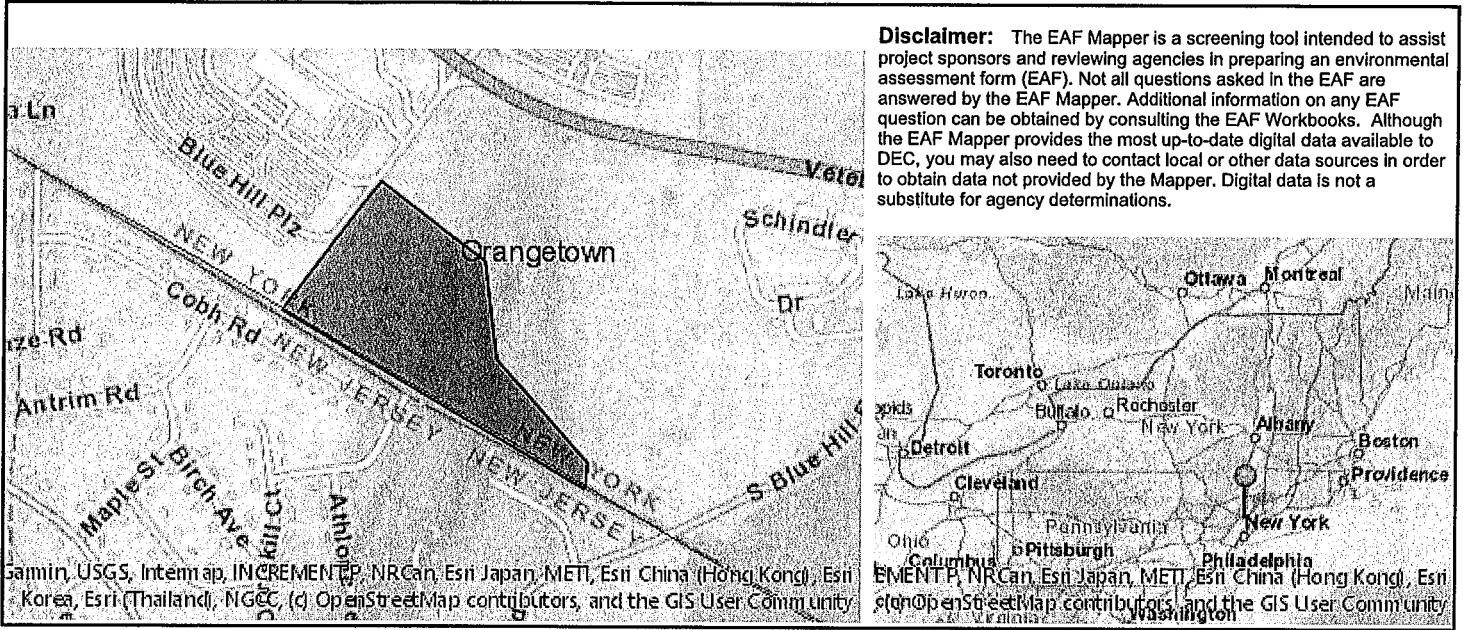 Disclaimer: The EAF Mapper is a screening tool intended to assist
project sponsors and reviewing agencies in preparing an environmental
assessment form (EAF). Not all questions asked in the EAF are
answered by the EAF Mapper. Additional information on any EAF
question can be obtained by consulting the EAF Workbooks. Although
the EAF Mapper provides the most up-to-date digital data available to
DEC, you may also need to contact local or other data sources in order
to obtain data not provided by the Mapper. Digital data is not a
substitute for agency determinations.
a Ln
Blue Hill Plz
Vete
Schindler
Dr
Orangetown
NEW YORK
Cobh Rd
NEW JERSEY
Antrim Rd
Maple St
Birch Ave
kill Ct
Athlon
NEW YORK
NEW JERSEY
S Blue Hill
Garmin, USGS, Intermap, INCREMENT P, NRCan, Esri Japan, METI, Esri China (Hong Kong), Esri
Korea, Esri (Thailand), NGCC, (c) OpenStreetMap contributors, and the GIS User Community
Ottawa
Montreal
Main
Lake Huron
Toronto
Lake Ontario
Buffalo
Rochester
New York
Albany
Boston
Detroit
Providence
Cleveland
Pennsylvania
New York
Ohio
Columbus
Pittsburgh
Philadelphia
EMENT P, NRCan, Esri Japan, METI, Esri China (Hong Kong), Esri
OpenStreetMap contributors, and the GIS User Community
Washington